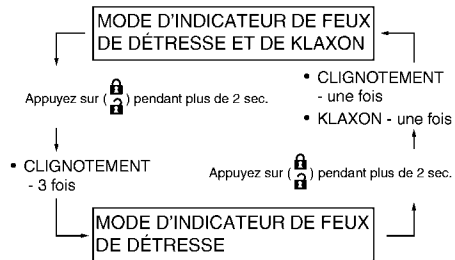 MODE D'INDICATEUR DE FEUX
DE DÉTRESSE ET DE KLAXON
Appuyez sur ( ) pendant plus de 2 sec.
• CLIGNOTEMENT
- une fois
• KLAXON - une fois
• CLIGNOTEMENT
- 3 fois
Appuyez sur ( ) pendant plus de 2 sec.
MODE D'INDICATEUR DE FEUX
DE DÉTRESSE